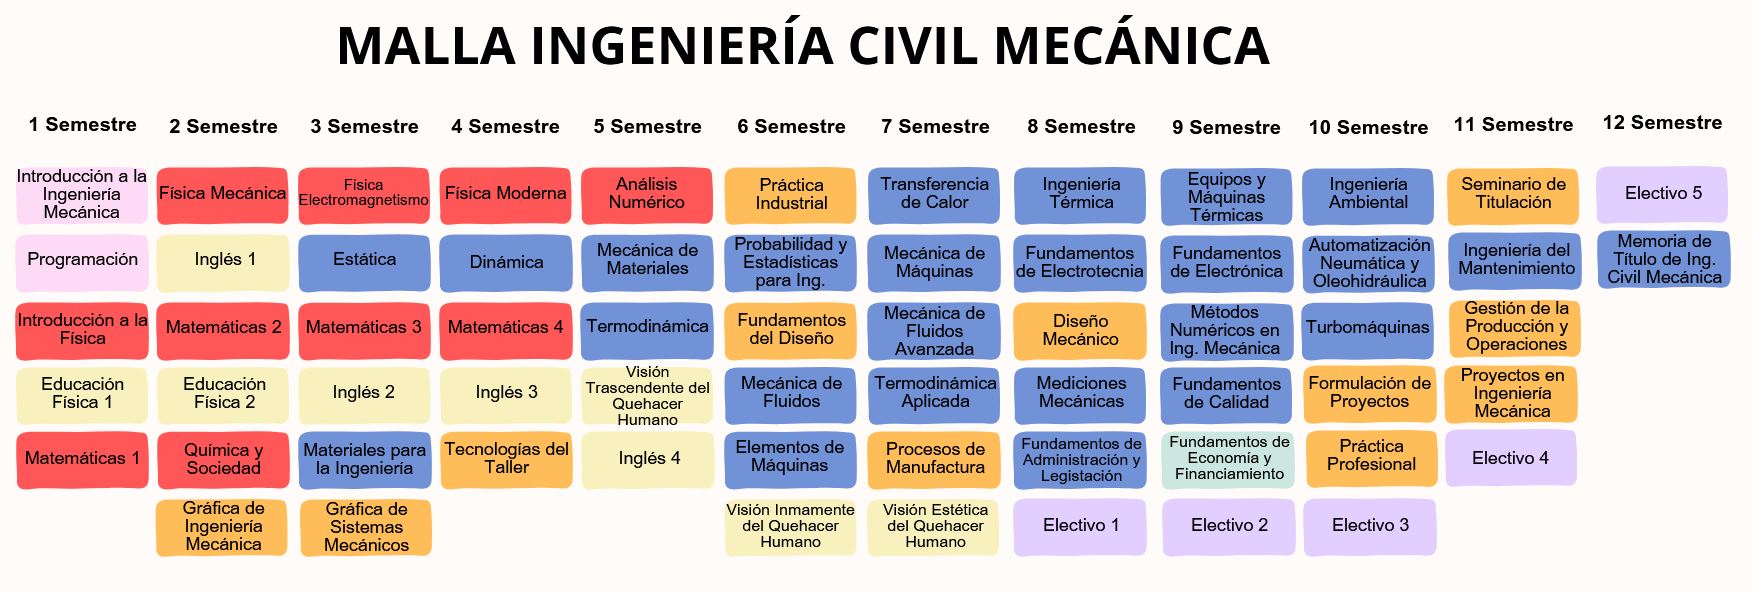 MALLA INGENIERÍA CIVIL MECÁNICA
1 Semestre
Introducción a la
Ingeniería
Mecánica
Programación
Introducción a la
Física
Educación
Física 1
Matemáticas 1
2 Semestre
Física Mecánica
Inglés 1
Matemáticas 2
Educación
Física 2
Química y
Sociedad
Gráfica de
Ingeniería
Mecánica
3 Semestre
Física
Electromagnetismo
Estática
Matemáticas 3
Inglés 2
Materiales para
la Ingeniería
Gráfica de
Sistemas
Mecánicos
4 Semestre
Física Moderna
Dinámica
Matemáticas 4
Inglés 3
Tecnologías del
Taller
5 Semestre
Análisis
Numérico
Mecánica de
Materiales
Termodinámica
Visión
Trascendente del
Quehacer
Humano
Inglés 4
6 Semestre
Práctica
Industrial
Probabilidad y
Estadísticas
para Ing.
Fundamentos
del Diseño
Mecánica de
Fluidos
Elementos de
Máquinas
Visión Inmamente
del Quehacer
Humano
7 Semestre
Transferencia
de Calor
Mecánica de
Máquinas
Mecánica de
Fluidos
Avanzada
Termodinámica
Aplicada
Procesos de
Manufactura
Visión Estética
del Quehacer
Humano
8 Semestre
Ingeniería
Térmica
Fundamentos
de Electrotecnia
Diseño
Mecánico
Mediciones
Mecánicas
Fundamentos de
Administración y
Legistación
Electivo 1
9 Semestre
Equipos y
Máquinas
Térmicas
Fundamentos
de Electrónica
Métodos
Numéricos en
Ing. Mecánica
Fundamentos
de Calidad
Fundamentos de
Economía y
Financiamiento
Electivo 2
10 Semestre
Ingeniería
Ambiental
Automatización
Neumática y
Oleohidráulica
Turbomáquinas
Formulación de
Proyectos
Práctica
Profesional
Electivo 3
11 Semestre
Seminario de
Titulación
Ingeniería del
Mantenimiento
Gestión de la
Producción y
Operaciones
Proyectos en
Ingeniería
Mecánica
Electivo 4
12 Semestre
Electivo 5
Memoria de
Título de Ing.
Civil Mecánica